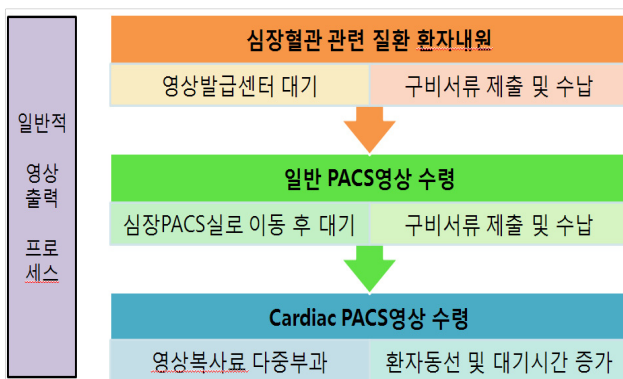 일반적
영상
출력
프로
세스
심장혈관 관련 질환 환자내원
영상발급센터 대기
구비서류 제출 및 수납
일반 PACS영상 수령
심장PACS실로 이동 후 대기
구비서류 제출 및 수납
Cardiac PACS영상 수령
영상복사료 다중부과
환자동선 및 대기시간 증가